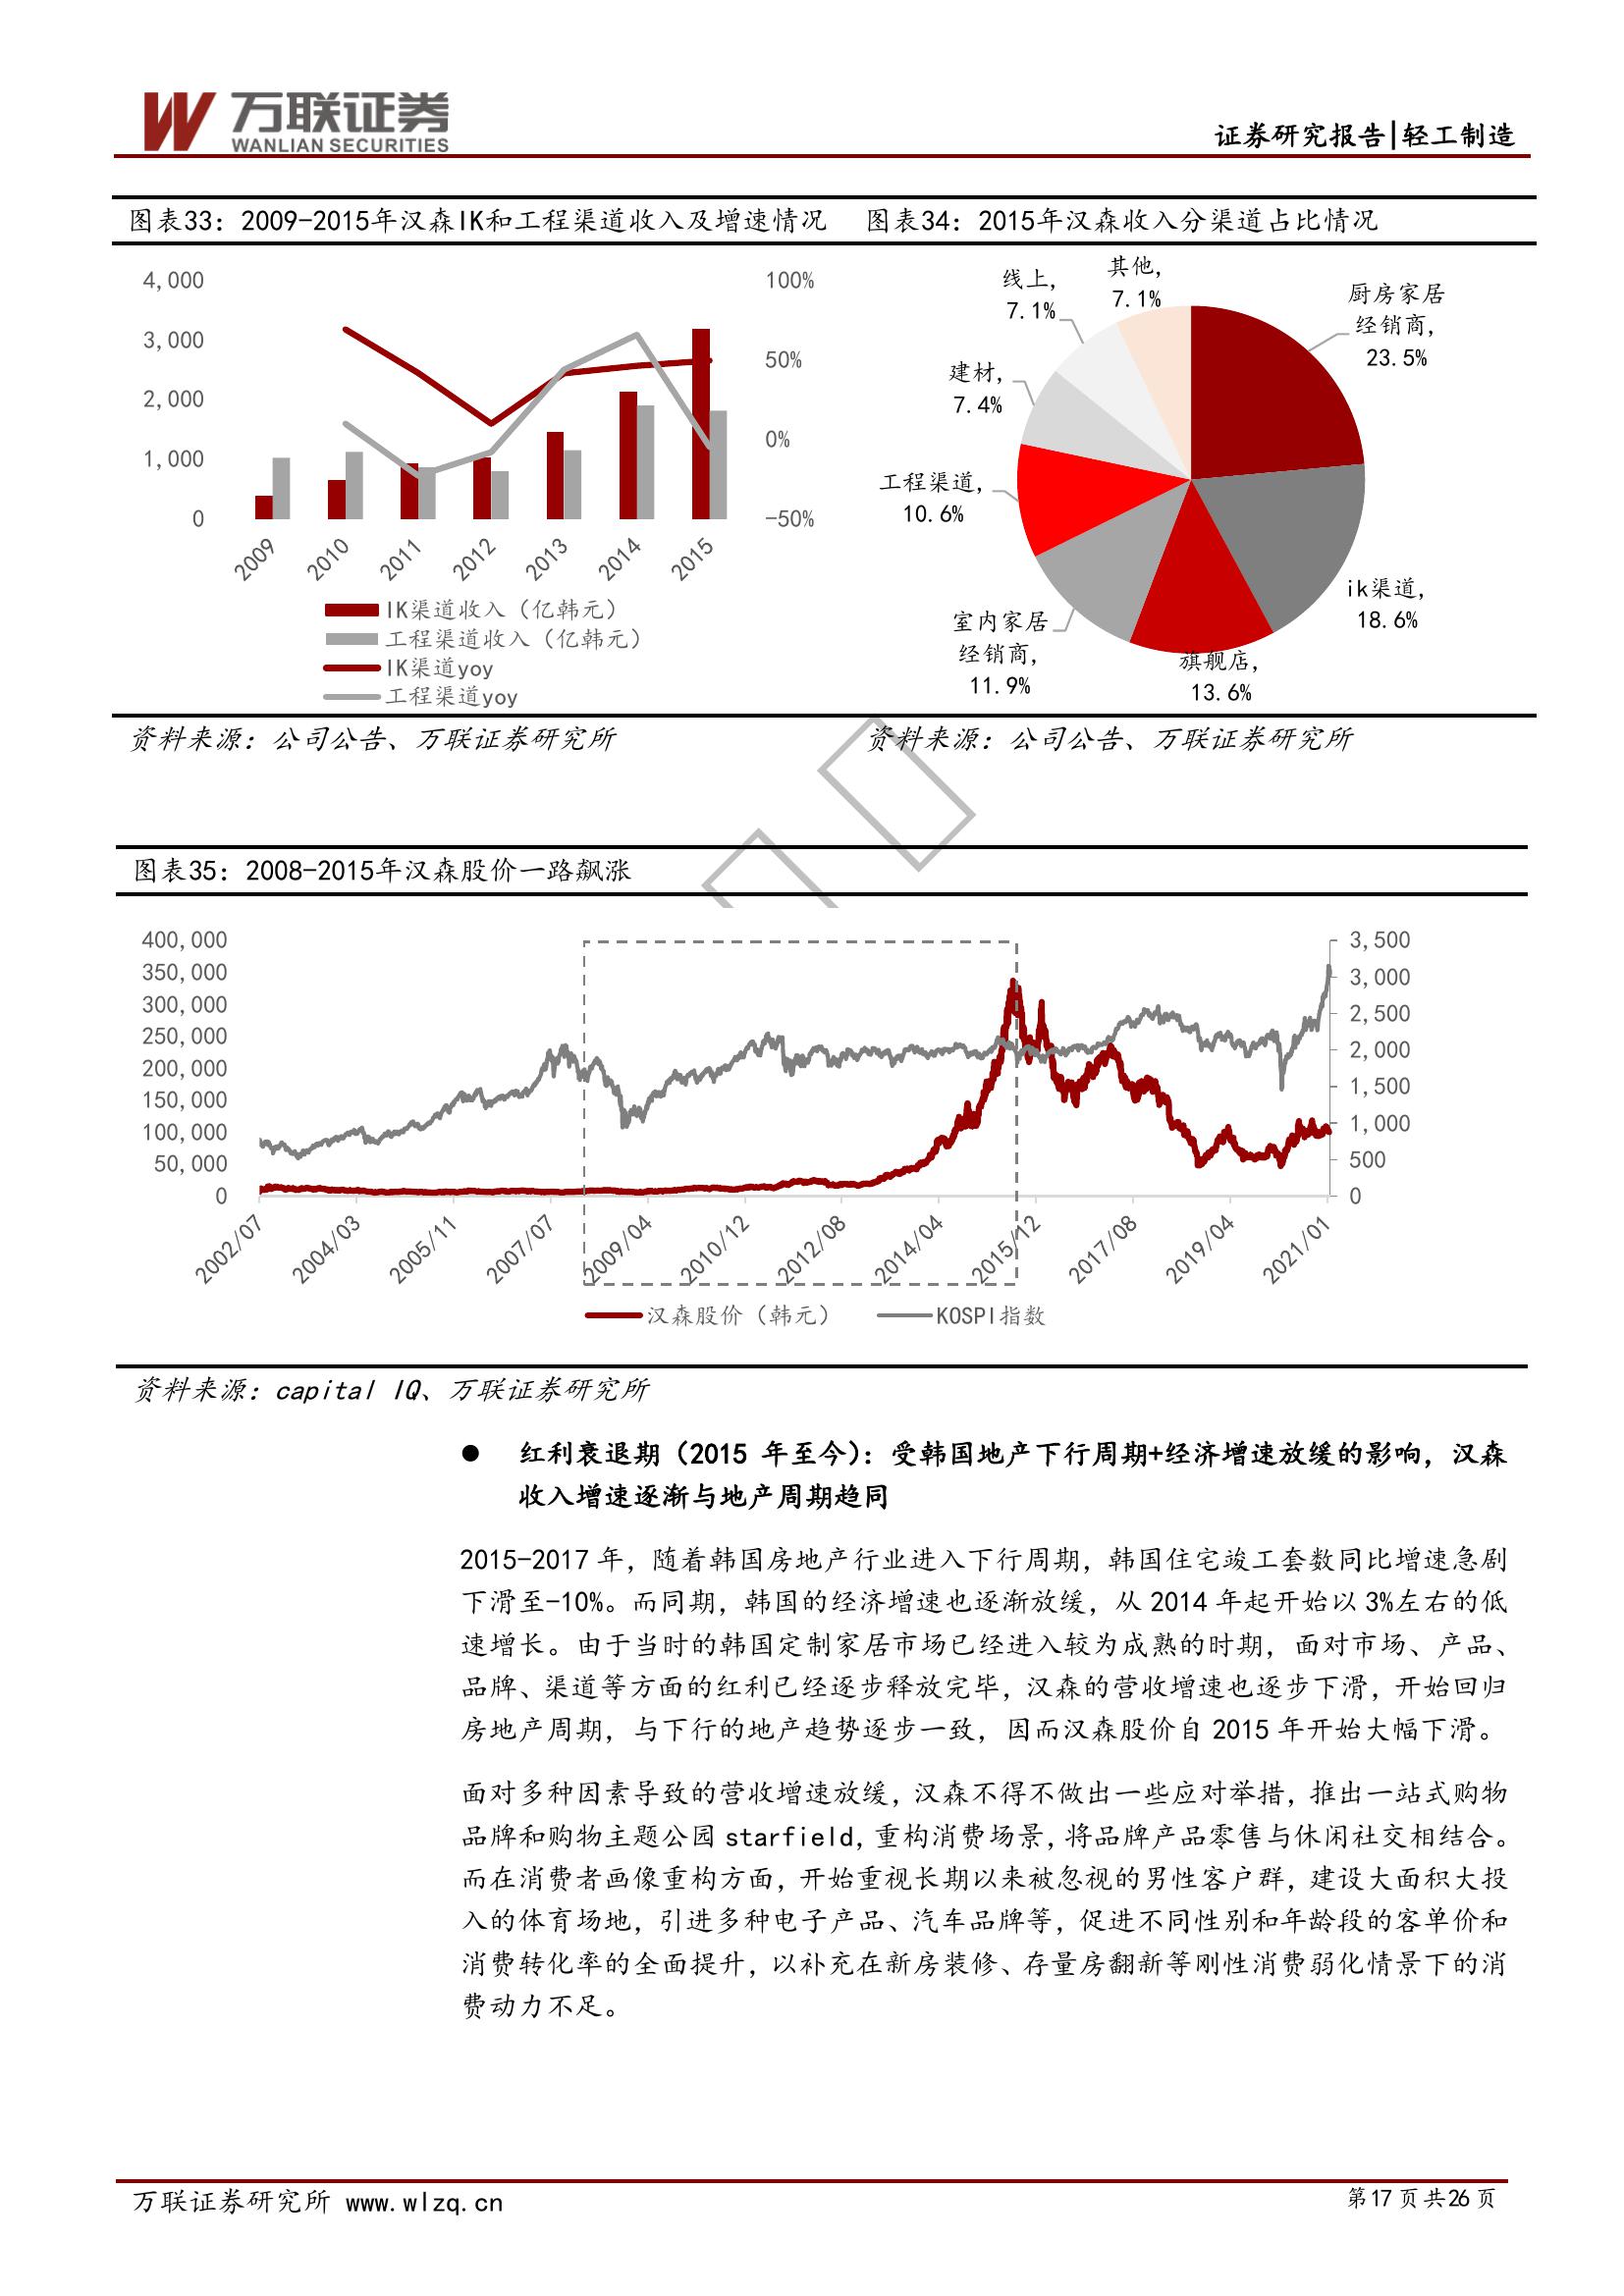 万联证券
WANLIAN SECURITIES
证券研究报告|轻工制造
图表33：2009-2015年汉森IK和工程渠道收入及增速情况
4,000
3,000
2,000
1,000
0
100%
50%
0%
-50%
2009
2010
2011
2012
2013
2014
2015
IK渠道收入（亿韩元）
工程渠道收入（亿韩元）
IK渠道yoy
工程渠道yoy
资料来源：公司公告、万联证券研究所
图表34：2015年汉森收入分渠道占比情况
厨房家居
经销商,
23.5%
ik渠道,
18.6%
旗舰店,
13.6%
室内家居
经销商,
11.9%
工程渠道,
10.6%
建材,
7.4%
线上,
7.1%
其他,
7.1%
资料来源：公司公告、万联证券研究所
图表35：2008-2015年汉森股价一路飙涨
400,000
350,000
300,000
250,000
200,000
150,000
100,000
50,000
0
3,500
3,000
2,500
2,000
1,500
1,000
500
0
2002/07
2004/03
2005/11
2007/07
2009/04
2010/12
2012/08
2014/04
2015/12
2017/08
2019/04
2021/01
汉森股价（韩元）
KOSPI指数
资料来源：capital IQ、万联证券研究所
● 红利衰退期（2015 年至今）：受韩国地产下行周期+经济增速放缓的影响，汉森
收入增速逐渐与地产周期趋同
2015-2017 年，随着韩国房地产行业进入下行周期，韩国住宅竣工套数同比增速急剧
下滑至-10%。而同期，韩国的经济增速也逐渐放缓，从 2014 年起开始以 3%左右的低
速增长。由于当时的韩国定制家居市场已经进入较为成熟的时期，面对市场、产品、
品牌、渠道等方面的红利已经逐步释放完毕，汉森的营收增速也逐步下滑，开始回归
房地产周期，与下行的地产趋势逐步一致，因而汉森股价自 2015 年开始大幅下滑。
面对多种因素导致的营收增速放缓，汉森不得不做出一些应对举措，推出一站式购物
品牌和购物主题公园 starfield，重构消费场景，将品牌产品零售与休闲社交相结合。
而在消费者画像重构方面，开始重视长期以来被忽视的男性客户群，建设大面积大投
入的体育场地，引进多种电子产品、汽车品牌等，促进不同性别和年龄段的客单价和
消费转化率的全面提升，以补充在新房装修、存量房翻新等刚性消费弱化情景下的消
费动力不足。
万联证券研究所 www.wlzq.cn
第17 页 共26 页